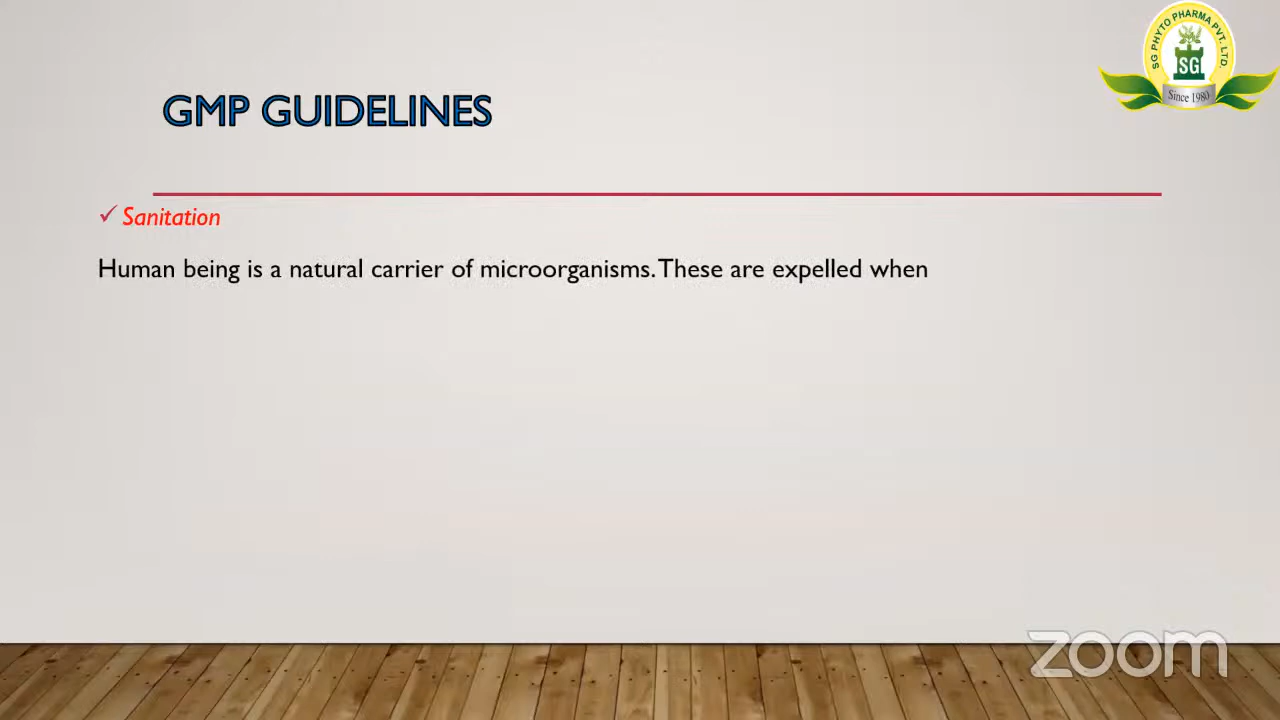 SG PHYTO PHARMA PVT. LTD.
SG
Since 1980
GMP GUIDELINES
✓ Sanitation
Human being is a natural carrier of microorganisms. These are expelled when
zoom